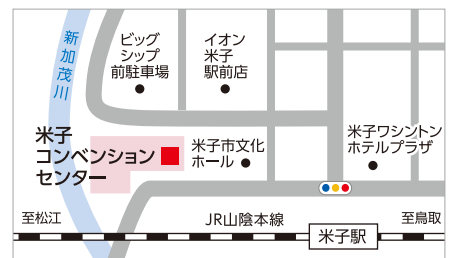 新加茂川
ビッグ
シップ
前駐車場
イオン
米子
駅前店
米子
コンベンション
センター
米子市文化
ホール
米子ワシントン
ホテルプラザ
至松江
JR山陰本線
至鳥取
米子駅